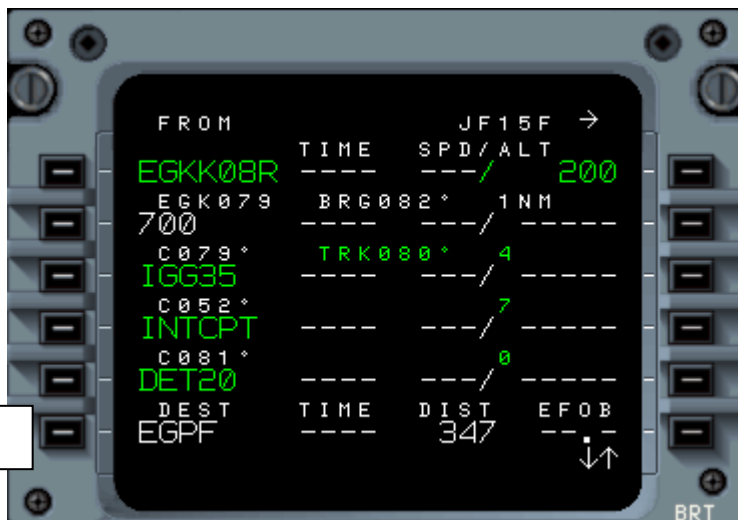 FROM JF15F →
TIME SPD/ALT
EGKK08R ---- ---/ 200
EGK079 BRG082° 1NM
700 ---- ---/ -----
C079° TRK080° 4
IGG35 ---- ---/ -----
C052° 7
INTCPT ---- ---/ -----
C081° 0
DET20 ---- ---/ -----
DEST TIME DIST EFOB
EGPF ---- 347 --.-
↓↑
BRT